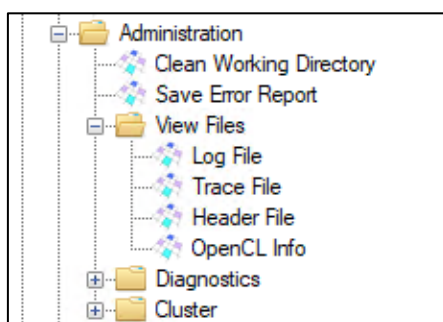 Administration
Clean Working Directory
Save Error Report
View Files
Log File
Trace File
Header File
OpenCL Info
Diagnostics
Cluster